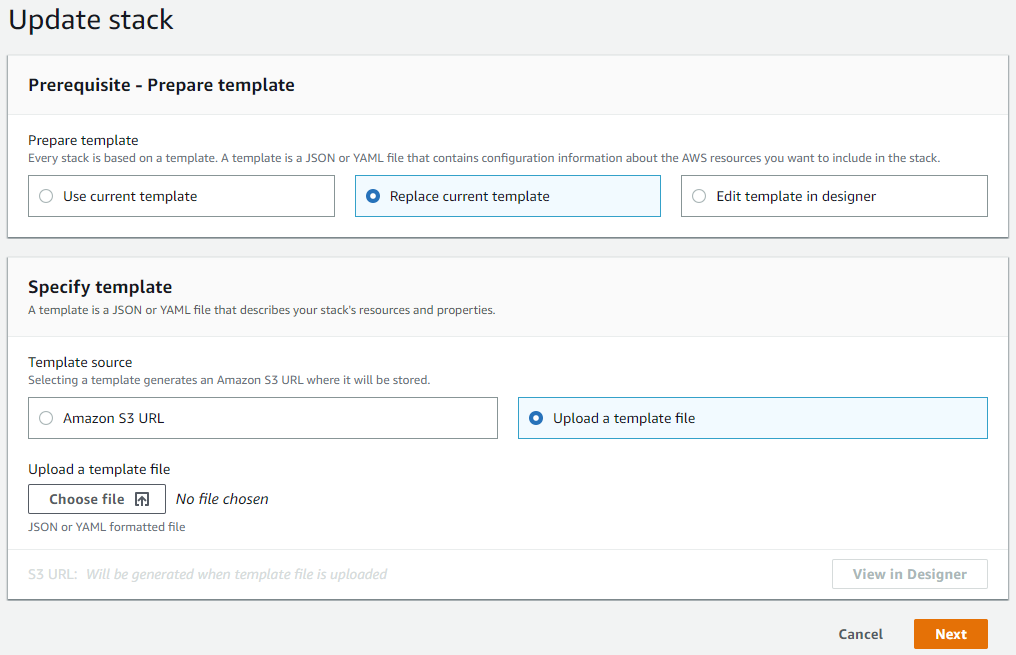 Update stack
Prerequisite - Prepare template
Prepare template
Every stack is based on a template. A template is a JSON or YAML file that contains configuration information about the AWS resources you want to include in the stack.
Use current template
Replace current template
Edit template in designer
Specify template
A template is a JSON or YAML file that describes your stack's resources and properties.
Template source
Selecting a template generates an Amazon S3 URL where it will be stored.
Amazon S3 URL
Upload a template file
Upload a template file
Choose file
No file chosen
JSON or YAML formatted file
S3 URL: Will be generated when template file is uploaded
View in Designer
Cancel
Next